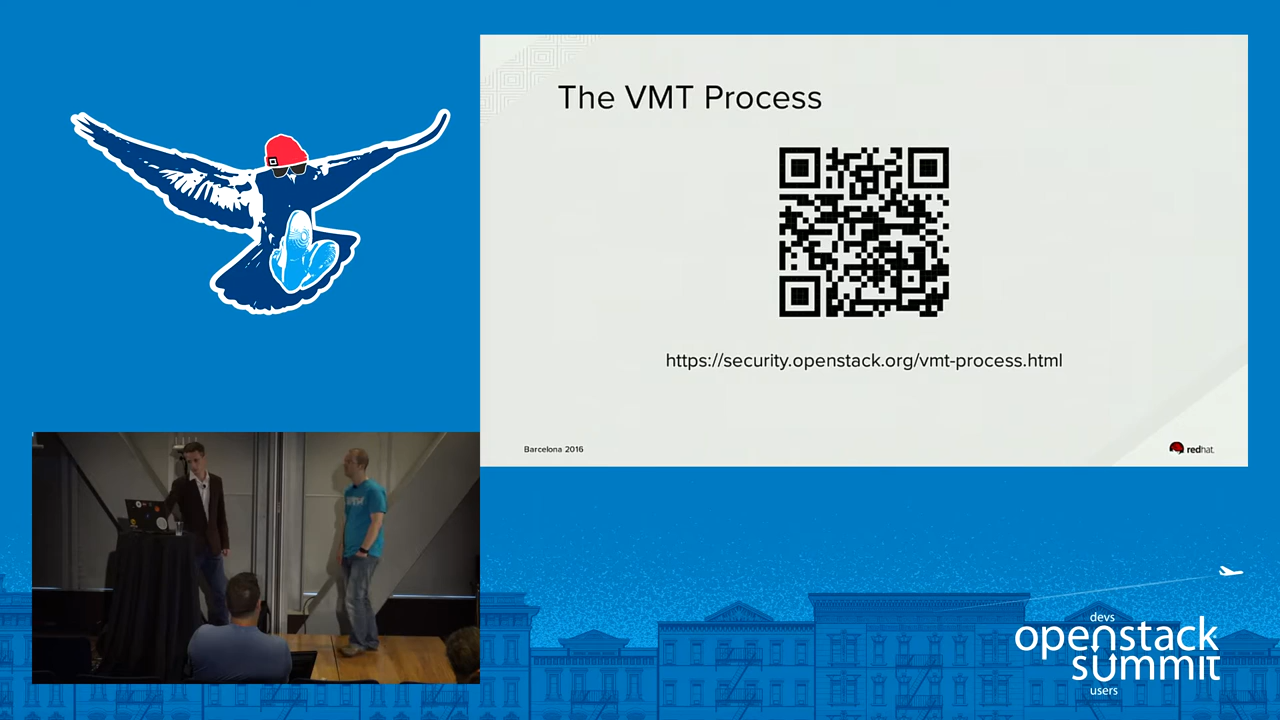 The VMT Process
https://security.openstack.org/vmt-process.html
Barcelona 2016
redhat.
devs
openstack
summit
users